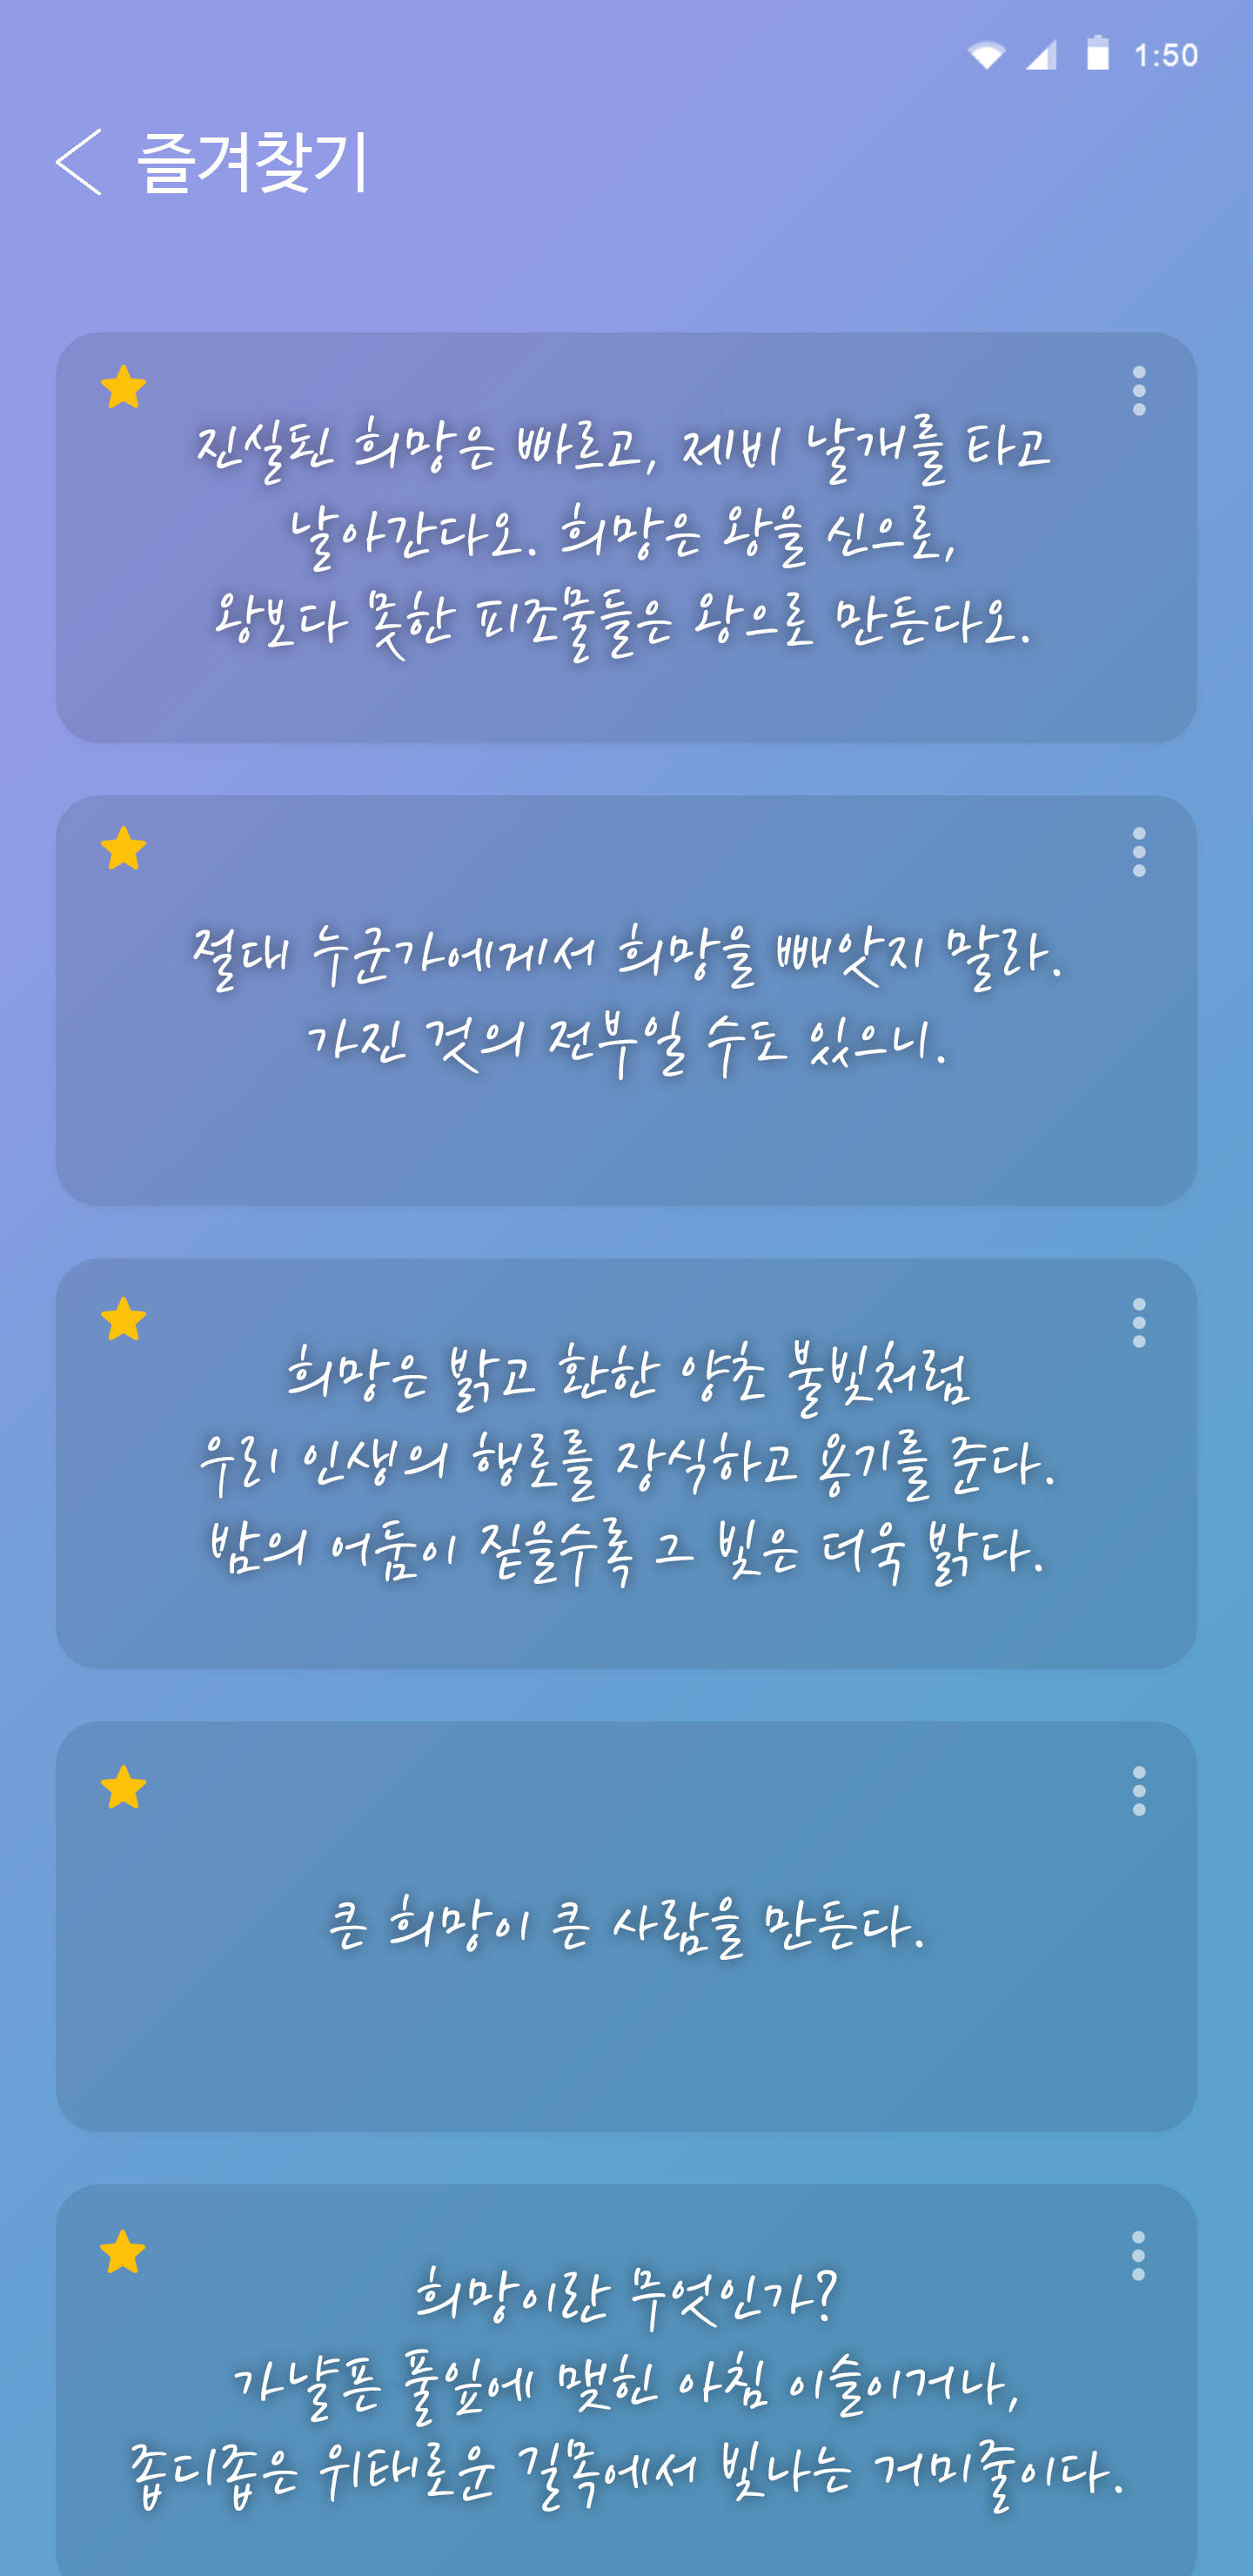 1:50
즐겨찾기
진실된 희망은 빠르고, 제비 날개를 타고
날아간다오. 희망은 왕을 신으로,
왕보다 못한 피조물들은 왕으로 만든다오.
절대 누군가에게서 희망을 빼앗지 말라.
가진 것의 전부일 수도 있으니.
희망은 밝고 환한 양초 불빛처럼
우리 인생의 행로를 장식하고 용기를 준다.
밤의 어둠이 짙을수록 그 빛은 더욱 밝다.
큰 희망이 큰 사람을 만든다.
희망이란 무엇인가?
가냘픈 풀잎에 맺힌 아침 이슬이거나,
좁디좁은 위태로운 길목에서 빛나는 거미줄이다.